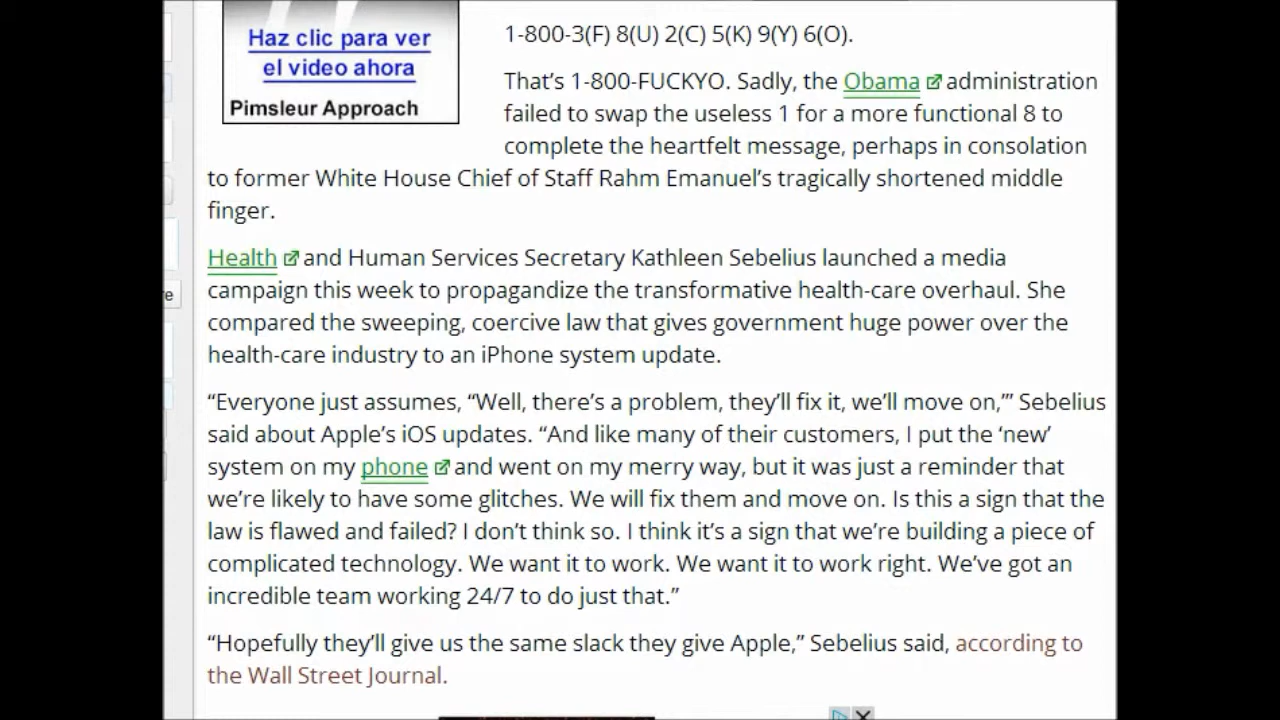 Haz clic para ver
el video ahora
Pimsleur Approach
1-800-3(F) 8(U) 2(C) 5(K) 9(Y) 6(O).
That’s 1-800-FUCKYO. Sadly, the Obama administration
failed to swap the useless 1 for a more functional 8 to
complete the heartfelt message, perhaps in consolation
to former White House Chief of Staff Rahm Emanuel’s tragically shortened middle
finger.
Health and Human Services Secretary Kathleen Sebelius launched a media
campaign this week to propagandize the transformative health-care overhaul. She
compared the sweeping, coercive law that gives government huge power over the
health-care industry to an iPhone system update.
“Everyone just assumes, “Well, there’s a problem, they’ll fix it, we’ll move on,’” Sebelius
said about Apple’s iOS updates. “And like many of their customers, I put the ‘new’
system on my phone and went on my merry way, but it was just a reminder that
we’re likely to have some glitches. We will fix them and move on. Is this a sign that the
law is flawed and failed? I don’t think so. I think it’s a sign that we’re building a piece of
complicated technology. We want it to work. We want it to work right. We’ve got an
incredible team working 24/7 to do just that.”
“Hopefully they’ll give us the same slack they give Apple,” Sebelius said, according to
the Wall Street Journal.